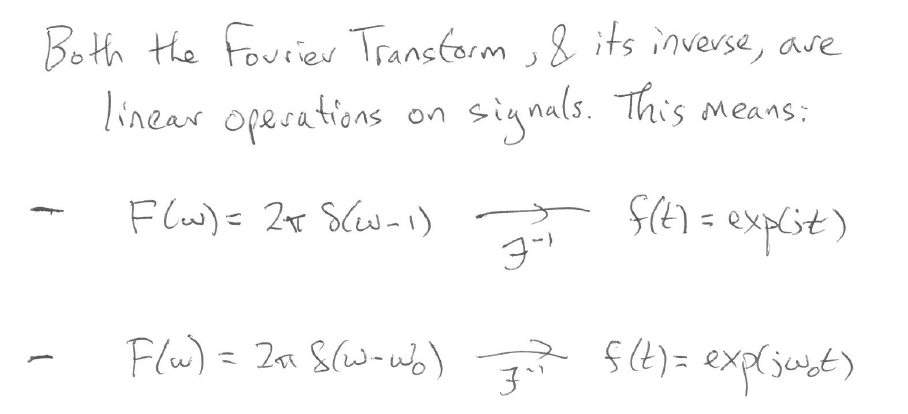 Both the Fourier Transform, & its inverse, are
linear operations on signals. This means:
- F(ω) = 2π δ(ω-1) → ℱ⁻¹ f(t) = exp(jt)
- F(ω) = 2π δ(ω-ω₀) → ℱ⁻¹ f(t) = exp(jω₀t)